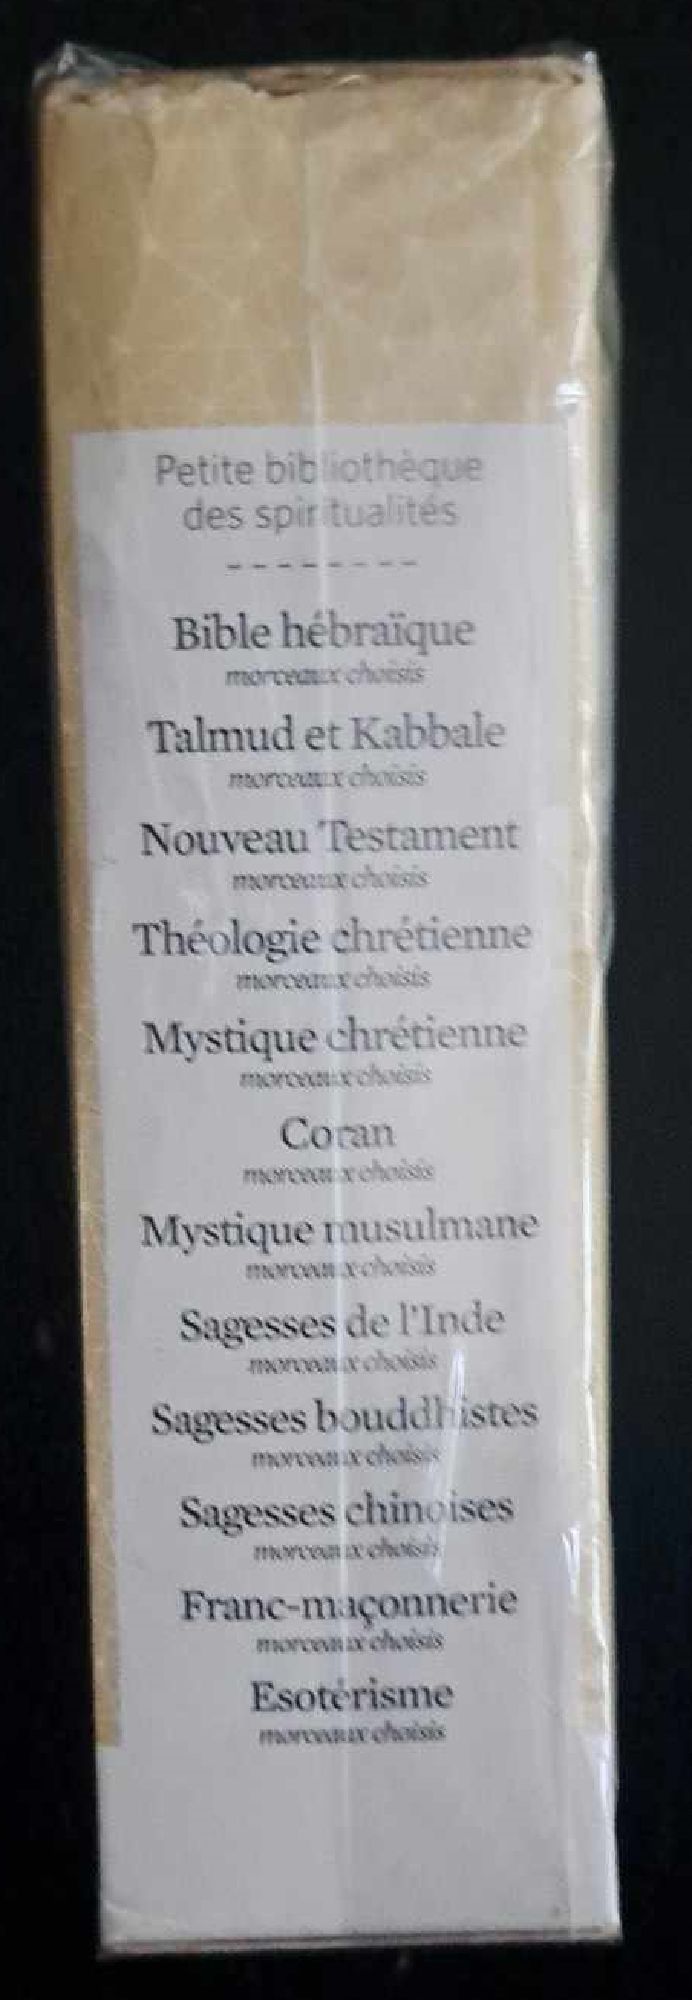 Petite bibliothèque
des spiritualités
--------
Bible hébraïque
morceaux choisis
Talmud et Kabbale
morceaux choisis
Nouveau Testament
morceaux choisis
Théologie chrétienne
morceaux choisis
Mystique chrétienne
morceaux choisis
Coran
morceaux choisis
Mystique musulmane
morceaux choisis
Sagesses de l'Inde
morceaux choisis
Sagesses bouddhistes
morceaux choisis
Sagesses chinoises
morceaux choisis
Franc-maçonnerie
morceaux choisis
Esotérisme
morceaux choisis